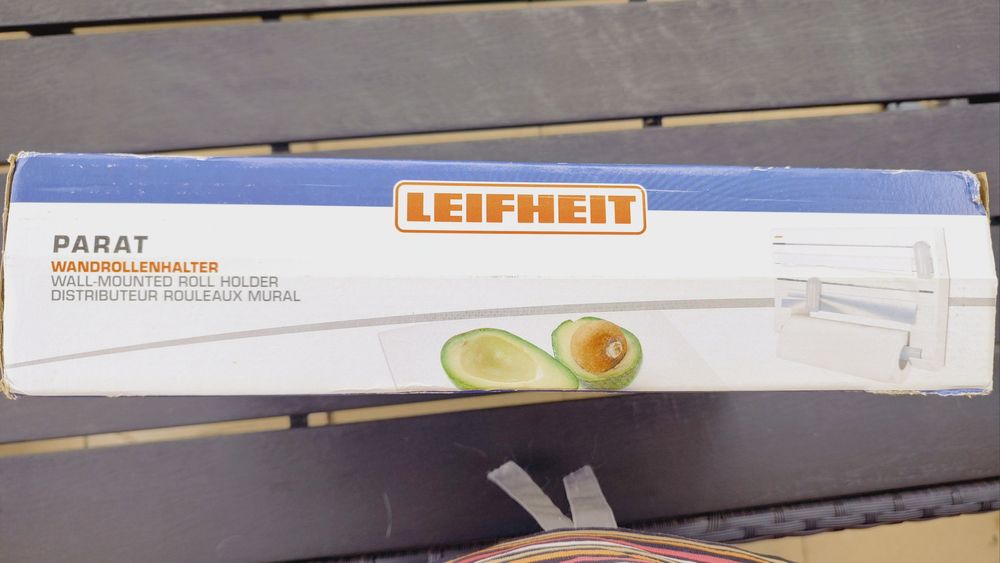 LEIFHEIT
PARAT
WANDROLLENHALTER
WALL-MOUNTED ROLL HOLDER
DISTRIBUTEUR ROULEAUX MURAL